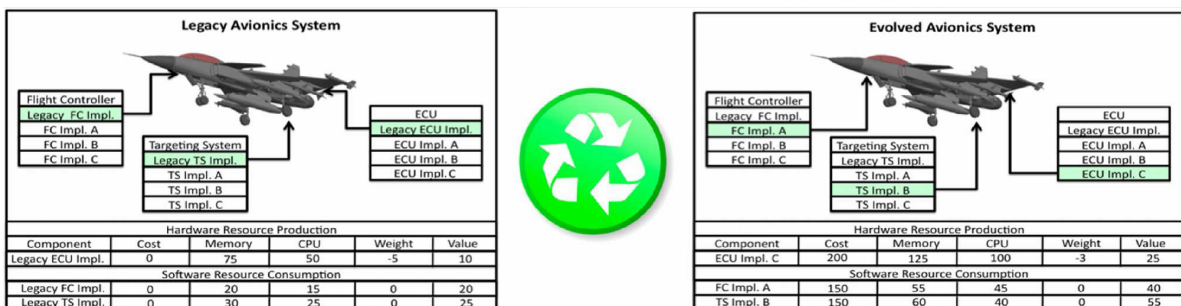 Legacy Avionics System
Flight Controller
Legacy FC Impl.
FC Impl. A
FC Impl. B
FC Impl. C
Targeting System
Legacy TS Impl.
TS Impl. A
TS Impl. B
TS Impl. C
ECU
Legacy ECU Impl.
ECU Impl. A
ECU Impl. B
ECU Impl. C
Hardware Resource Production
Component Cost Memory CPU Weight Value
Legacy ECU Impl. 0 75 50 -5 10
Software Resource Consumption
Legacy FC Impl. 0 20 15 0 20
Legacy TS Impl. 0 30 25 0 25
Evolved Avionics System
Flight Controller
Legacy FC Impl.
FC Impl. A
FC Impl. B
FC Impl. C
Targeting System
Legacy TS Impl.
TS Impl. A
TS Impl. B
TS Impl. C
ECU
Legacy ECU Impl.
ECU Impl. A
ECU Impl. B
ECU Impl. C
Hardware Resource Production
Component Cost Memory CPU Weight Value
ECU Impl. C 200 125 100 -3 25
Software Resource Consumption
FC Impl. A 150 55 45 0 40
TS Impl. B 150 60 40 0 55